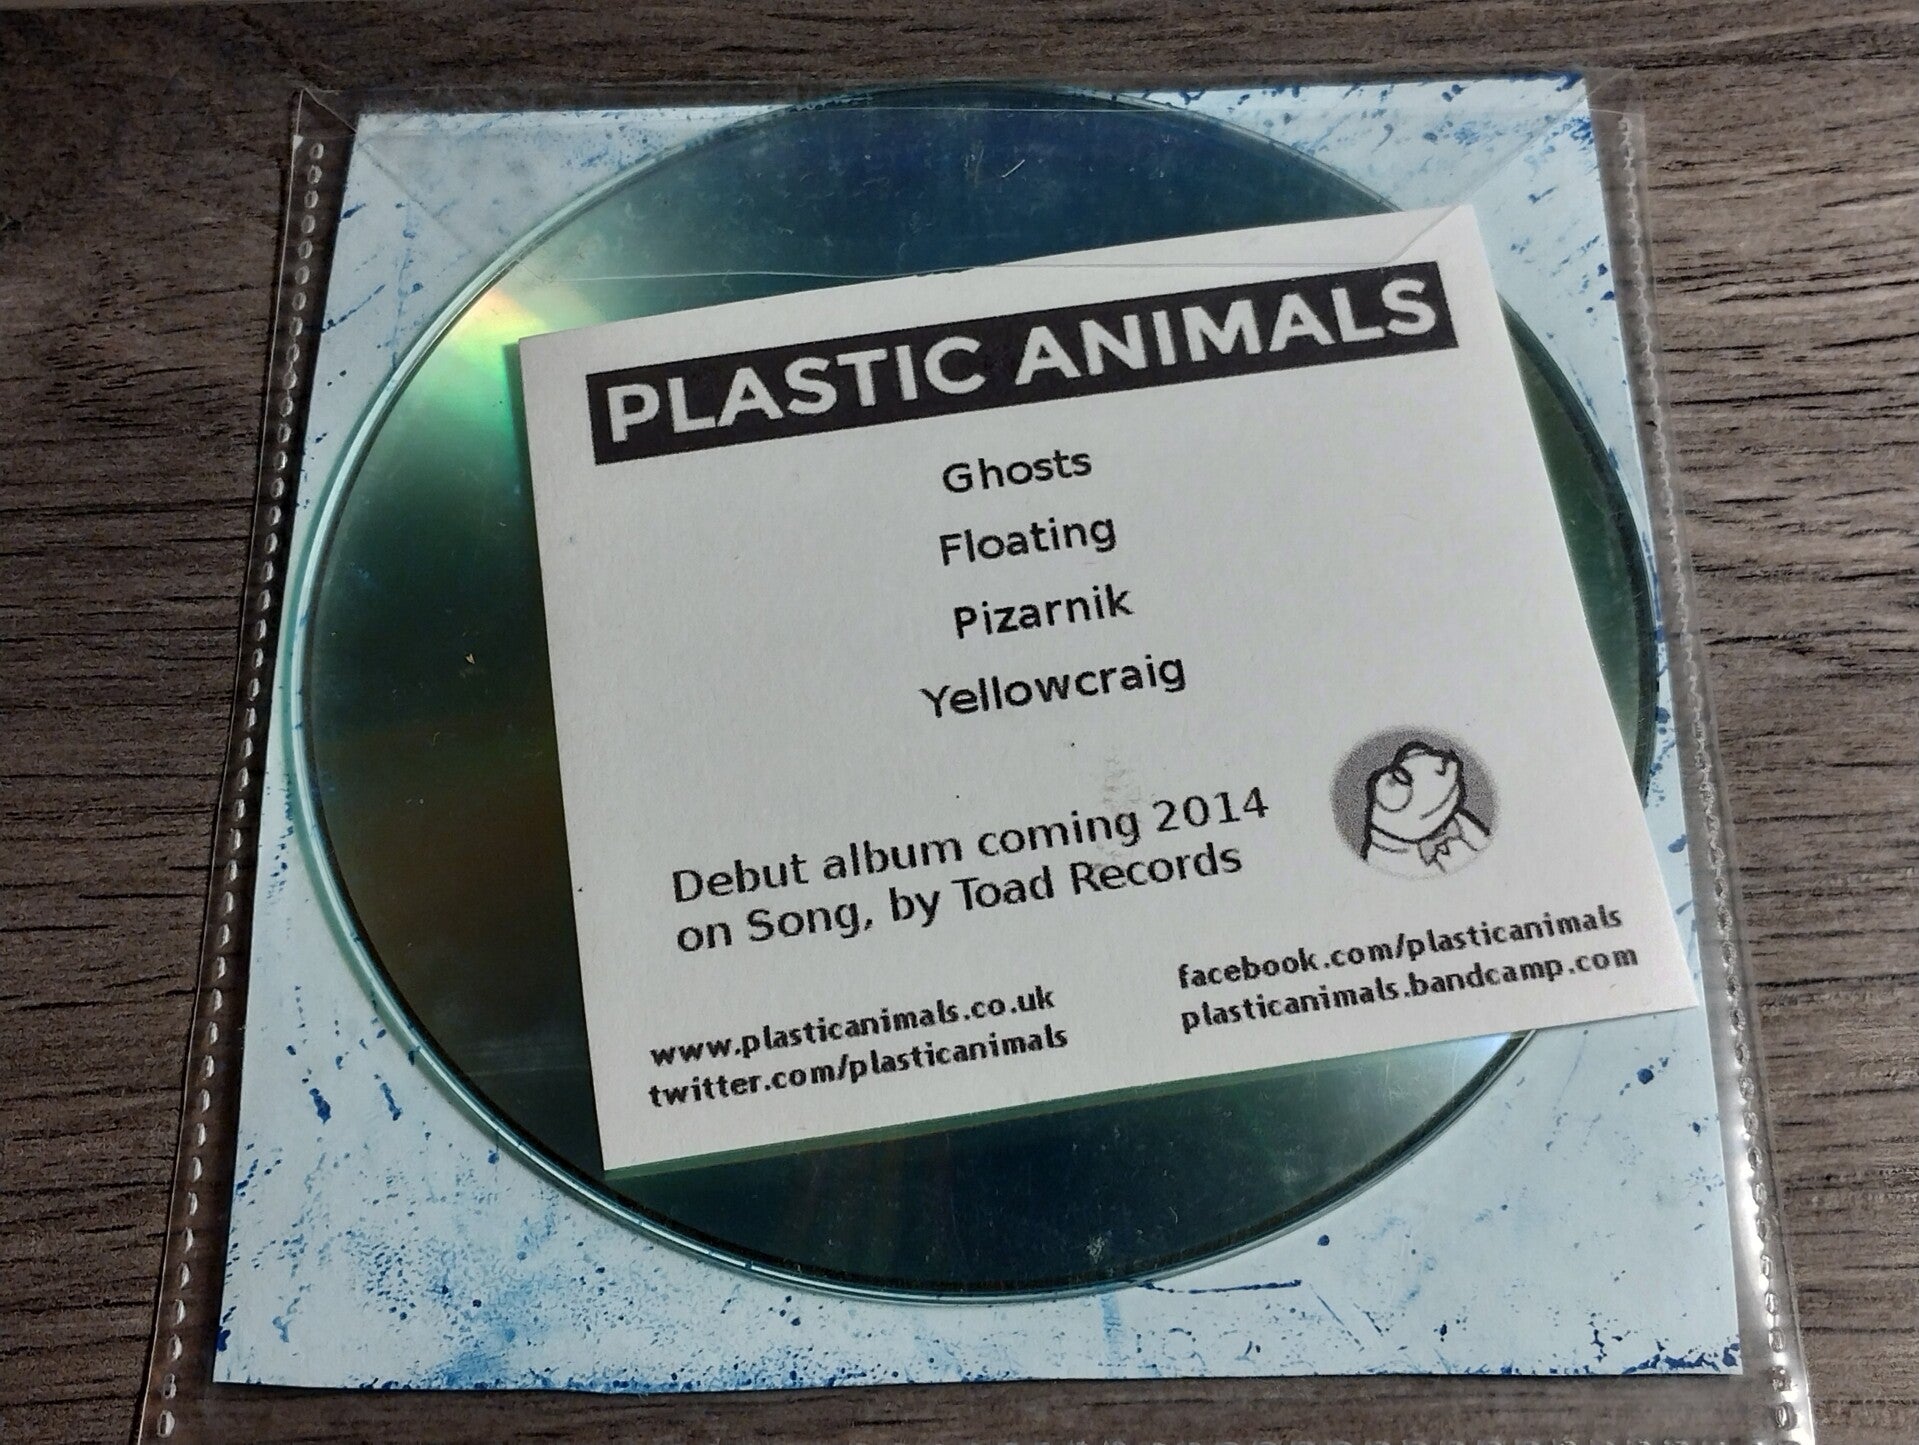 PLASTIC ANIMALS
Ghosts
Floating
Pizarnik
Yellowcraig
Debut album coming 2014
on Song, by Toad Records
www.plasticanimals.co.uk
twitter.com/plasticanimals
facebook.com/plasticanimals
plasticanimals.bandcamp.com